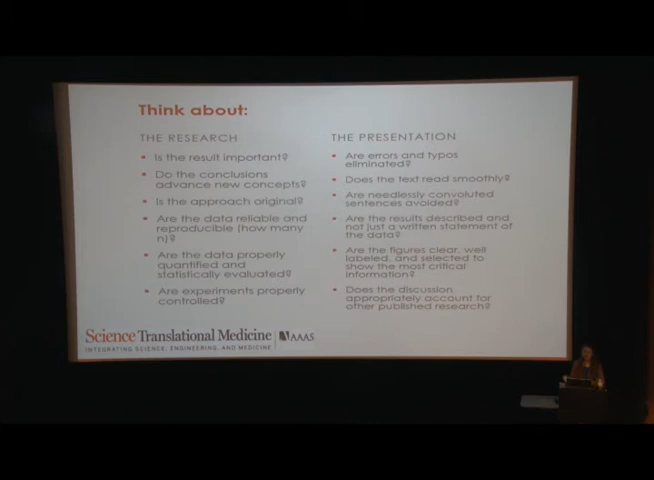 Think about:
THE RESEARCH
Is the result important?
Do the conclusions
advance new concepts?
Is the approach original?
Are the data reliable and
reproducible (how many
n)?
Are the data properly
quantified and
statistically evaluated?
Are experiments properly
controlled?
THE PRESENTATION
Are errors and typos
eliminated?
Does the text read smoothly?
Are needlessly convoluted
sentences avoided?
Are the results described and
not just a written statement of
the data?
Are the figures clear, well
labeled, and selected to
show the most critical
information?
Does the discussion
appropriately account for
other published research?
Science Translational Medicine
AAAS
INTEGRATING SCIENCE, ENGINEERING, AND MEDICINE